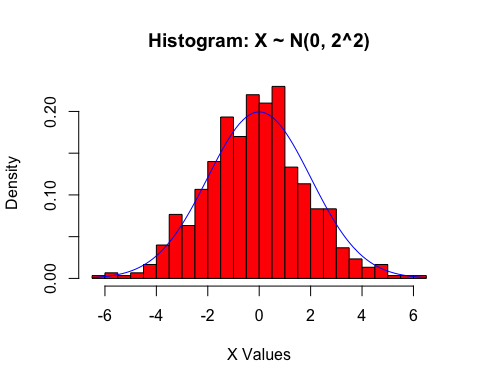 Histogram: X ~ N(0, 2^2)
Density
0.20
0.10
0.00
-6 -4 -2 0 2 4 6
X Values